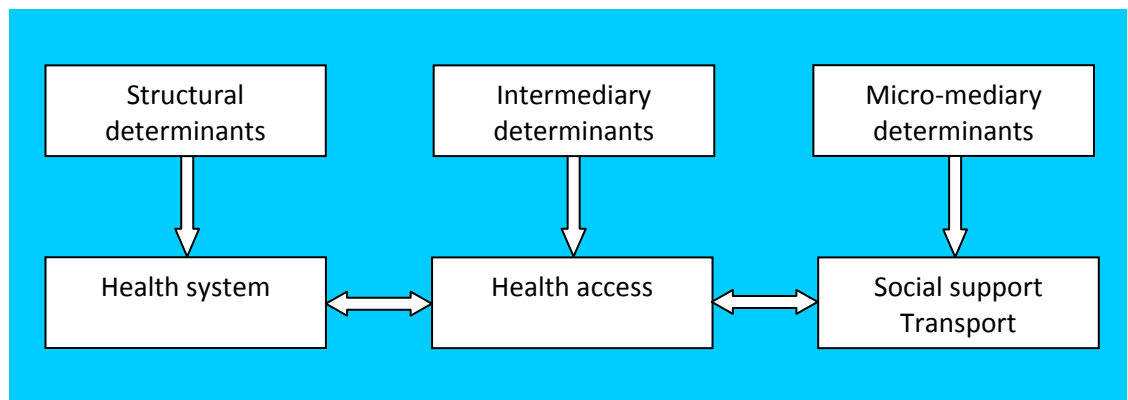 Structural
determinants
Intermediary
determinants
Micro-mediary
determinants
Health system
Health access
Social support
Transport